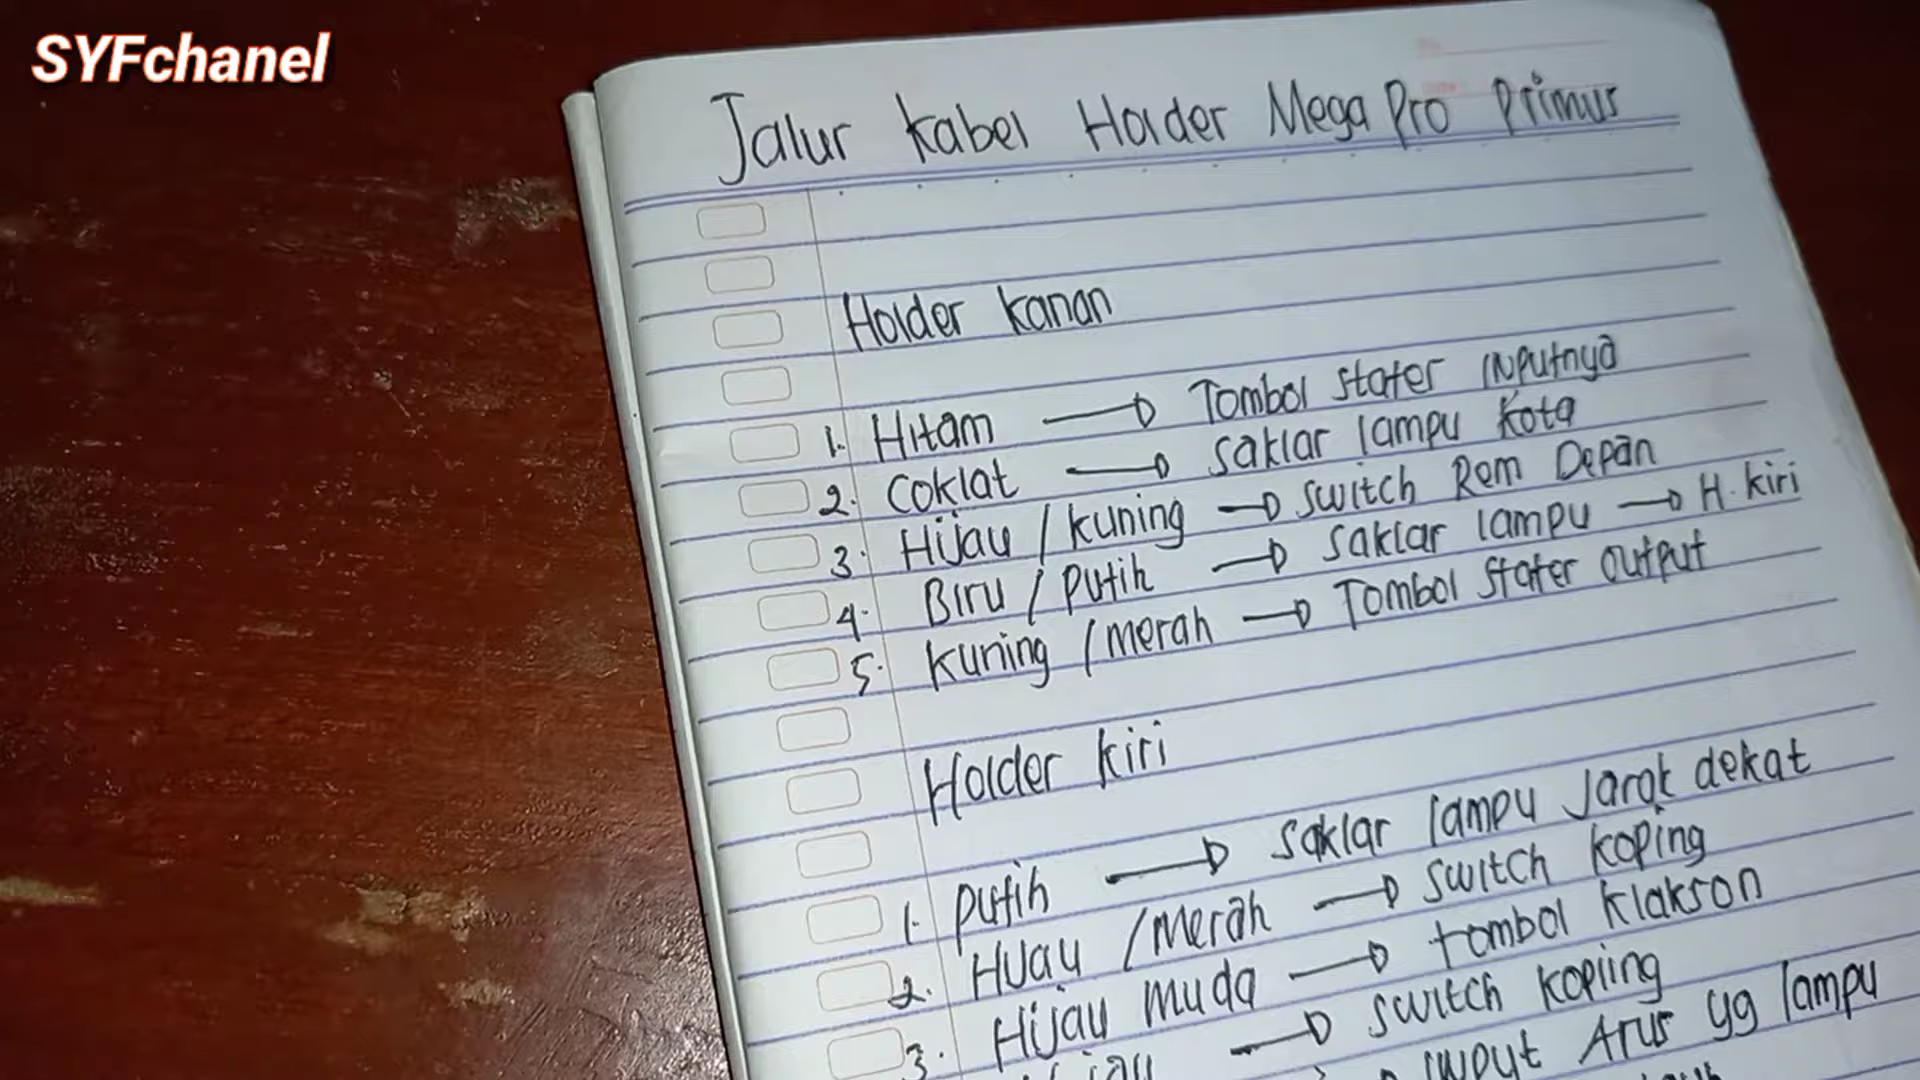 SYFchanel
Jalur Kabel Holder Mega Pro Primus
Holder Kanan
1. Hitam → Tombol stater inputnya
2. Coklat → saklar lampu Kota
3. Hijau / kuning → switch Rem Depan
4. Biru / putih → saklar lampu → H. kiri
5. kuning / merah → Tombol stater output
Holder kiri
1. putih → saklar lampu Jarak dekat
2. Hijau / Merah → switch koping
3. Hijau muda → tombol klakson
→ switch kopiing
input Arus yg lampu